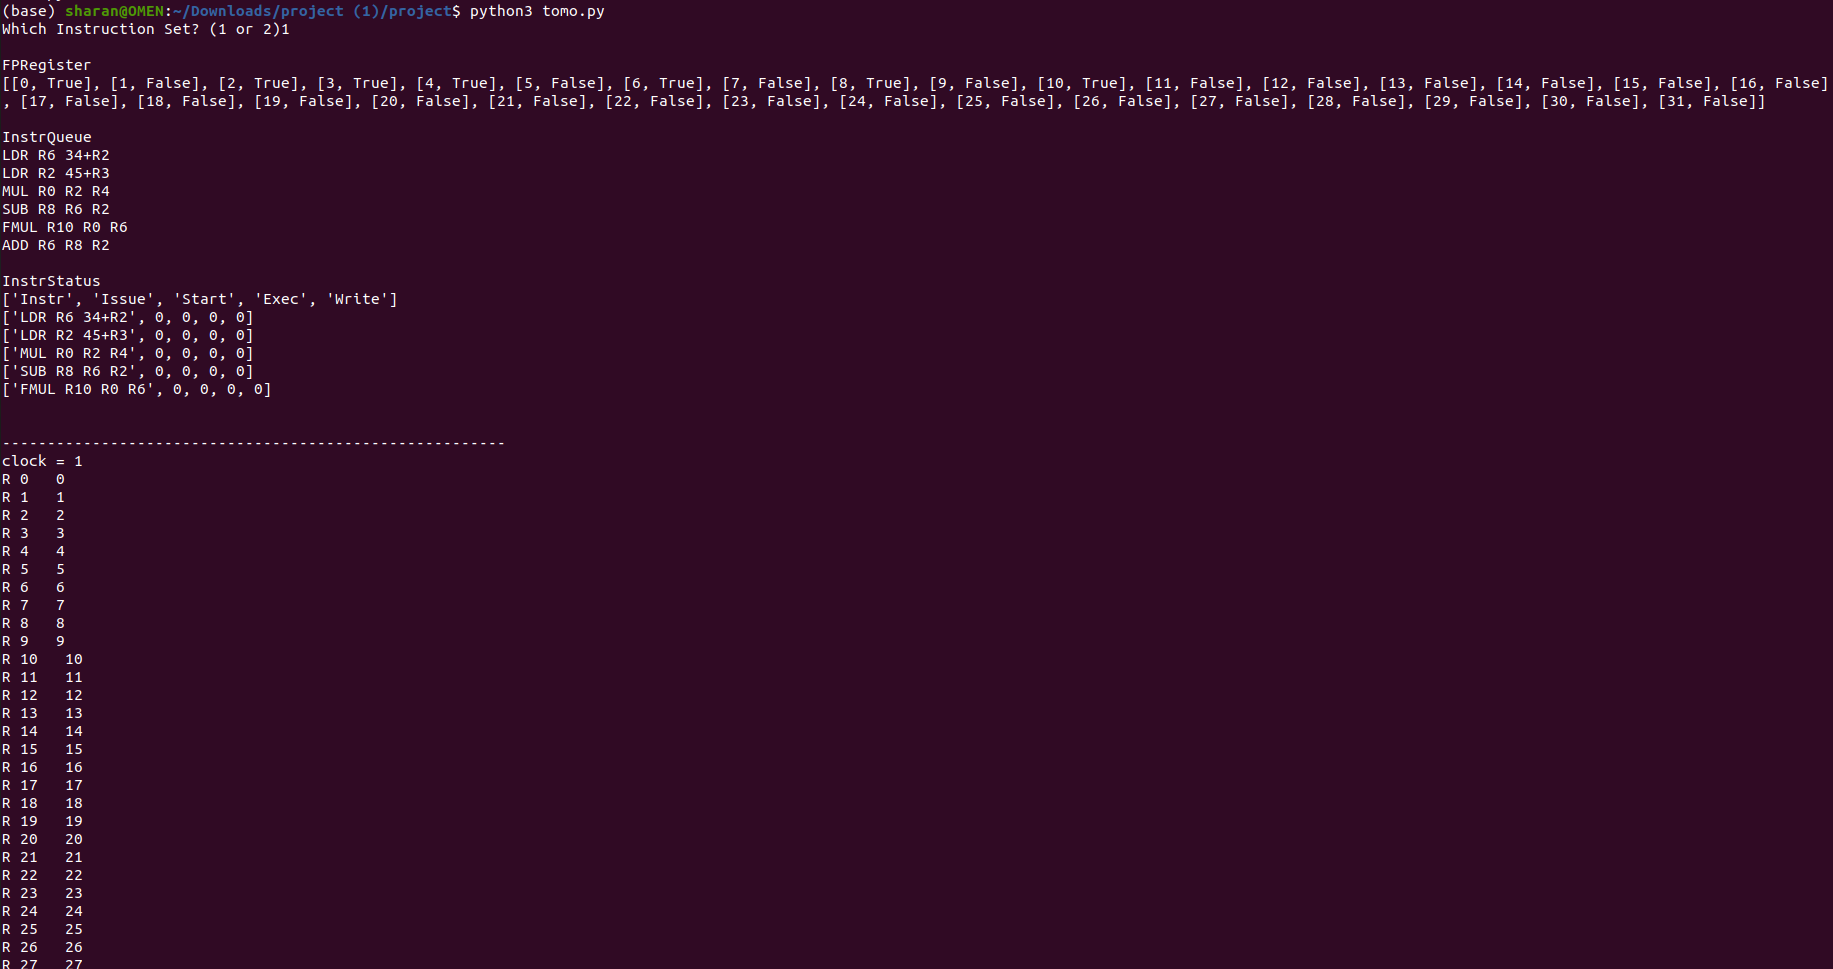 (base) sharan@OMEN:~/Downloads/project (1)/project$ python3 tomo.py
Which Instruction Set? (1 or 2)1
FPRegister
[[0, True], [1, False], [2, True], [3, True], [4, True], [5, False], [6, True], [7, False], [8, True], [9, False], [10, True], [11, False], [12, False], [13, False], [14, False], [15, False], [16, False]
, [17, False], [18, False], [19, False], [20, False], [21, False], [22, False], [23, False], [24, False], [25, False], [26, False], [27, False], [28, False], [29, False], [30, False], [31, False]]
InstrQueue
LDR R6 34+R2
LDR R2 45+R3
MUL R0 R2 R4
SUB R8 R6 R2
FMUL R10 R0 R6
ADD R6 R8 R2
InstrStatus
['Instr', 'Issue', 'Start', 'Exec', 'Write']
['LDR R6 34+R2', 0, 0, 0, 0]
['LDR R2 45+R3', 0, 0, 0, 0]
['MUL R0 R2 R4', 0, 0, 0, 0]
['SUB R8 R6 R2', 0, 0, 0, 0]
['FMUL R10 R0 R6', 0, 0, 0, 0]
--------------------------------------------------------
clock = 1
R 0   0
R 1   1
R 2   2
R 3   3
R 4   4
R 5   5
R 6   6
R 7   7
R 8   8
R 9   9
R 10   10
R 11   11
R 12   12
R 13   13
R 14   14
R 15   15
R 16   16
R 17   17
R 18   18
R 19   19
R 20   20
R 21   21
R 22   22
R 23   23
R 24   24
R 25   25
R 26   26
R 27   27